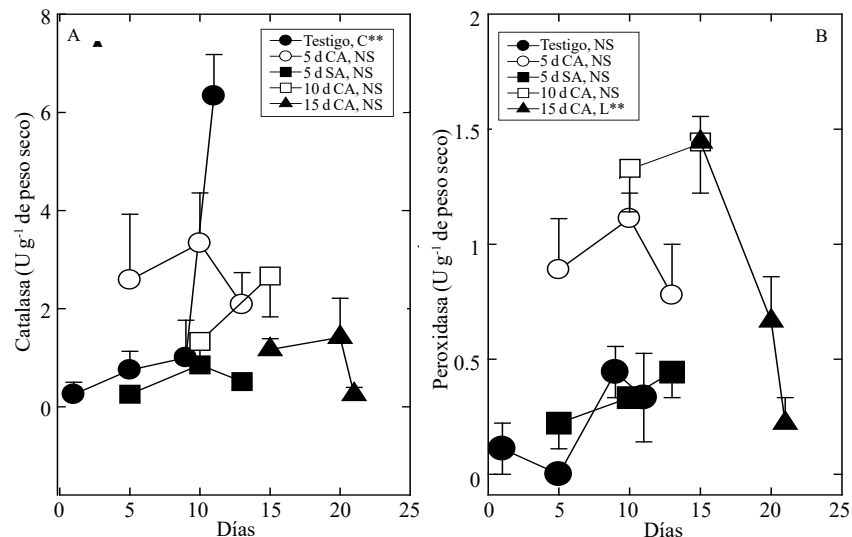 A
Testigo, C**
5 d CA, NS
5 d SA, NS
10 d CA, NS
15 d CA, NS
8
6
4
2
0
Catalasa (U g⁻¹ de peso seco)
0 5 10 15 20 25
Días
B
Testigo, NS
5 d CA, NS
5 d SA, NS
10 d CA, NS
15 d CA, L**
2
1.5
1
0.5
0
Peroxidasa (U g⁻¹ de peso seco)
0 5 10 15 20 25
Días